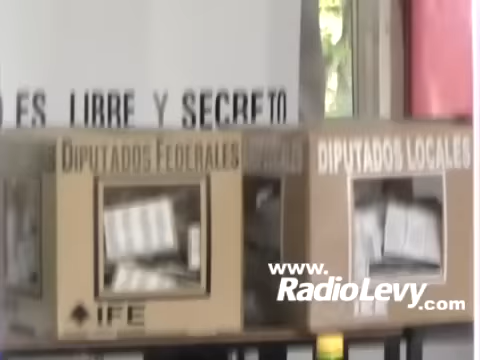 O ES LIBRE Y SECRETO
DIPUTADOS FEDERALES
DIPUTADOS LOCALES
IFE
www.
RadioLevy.com